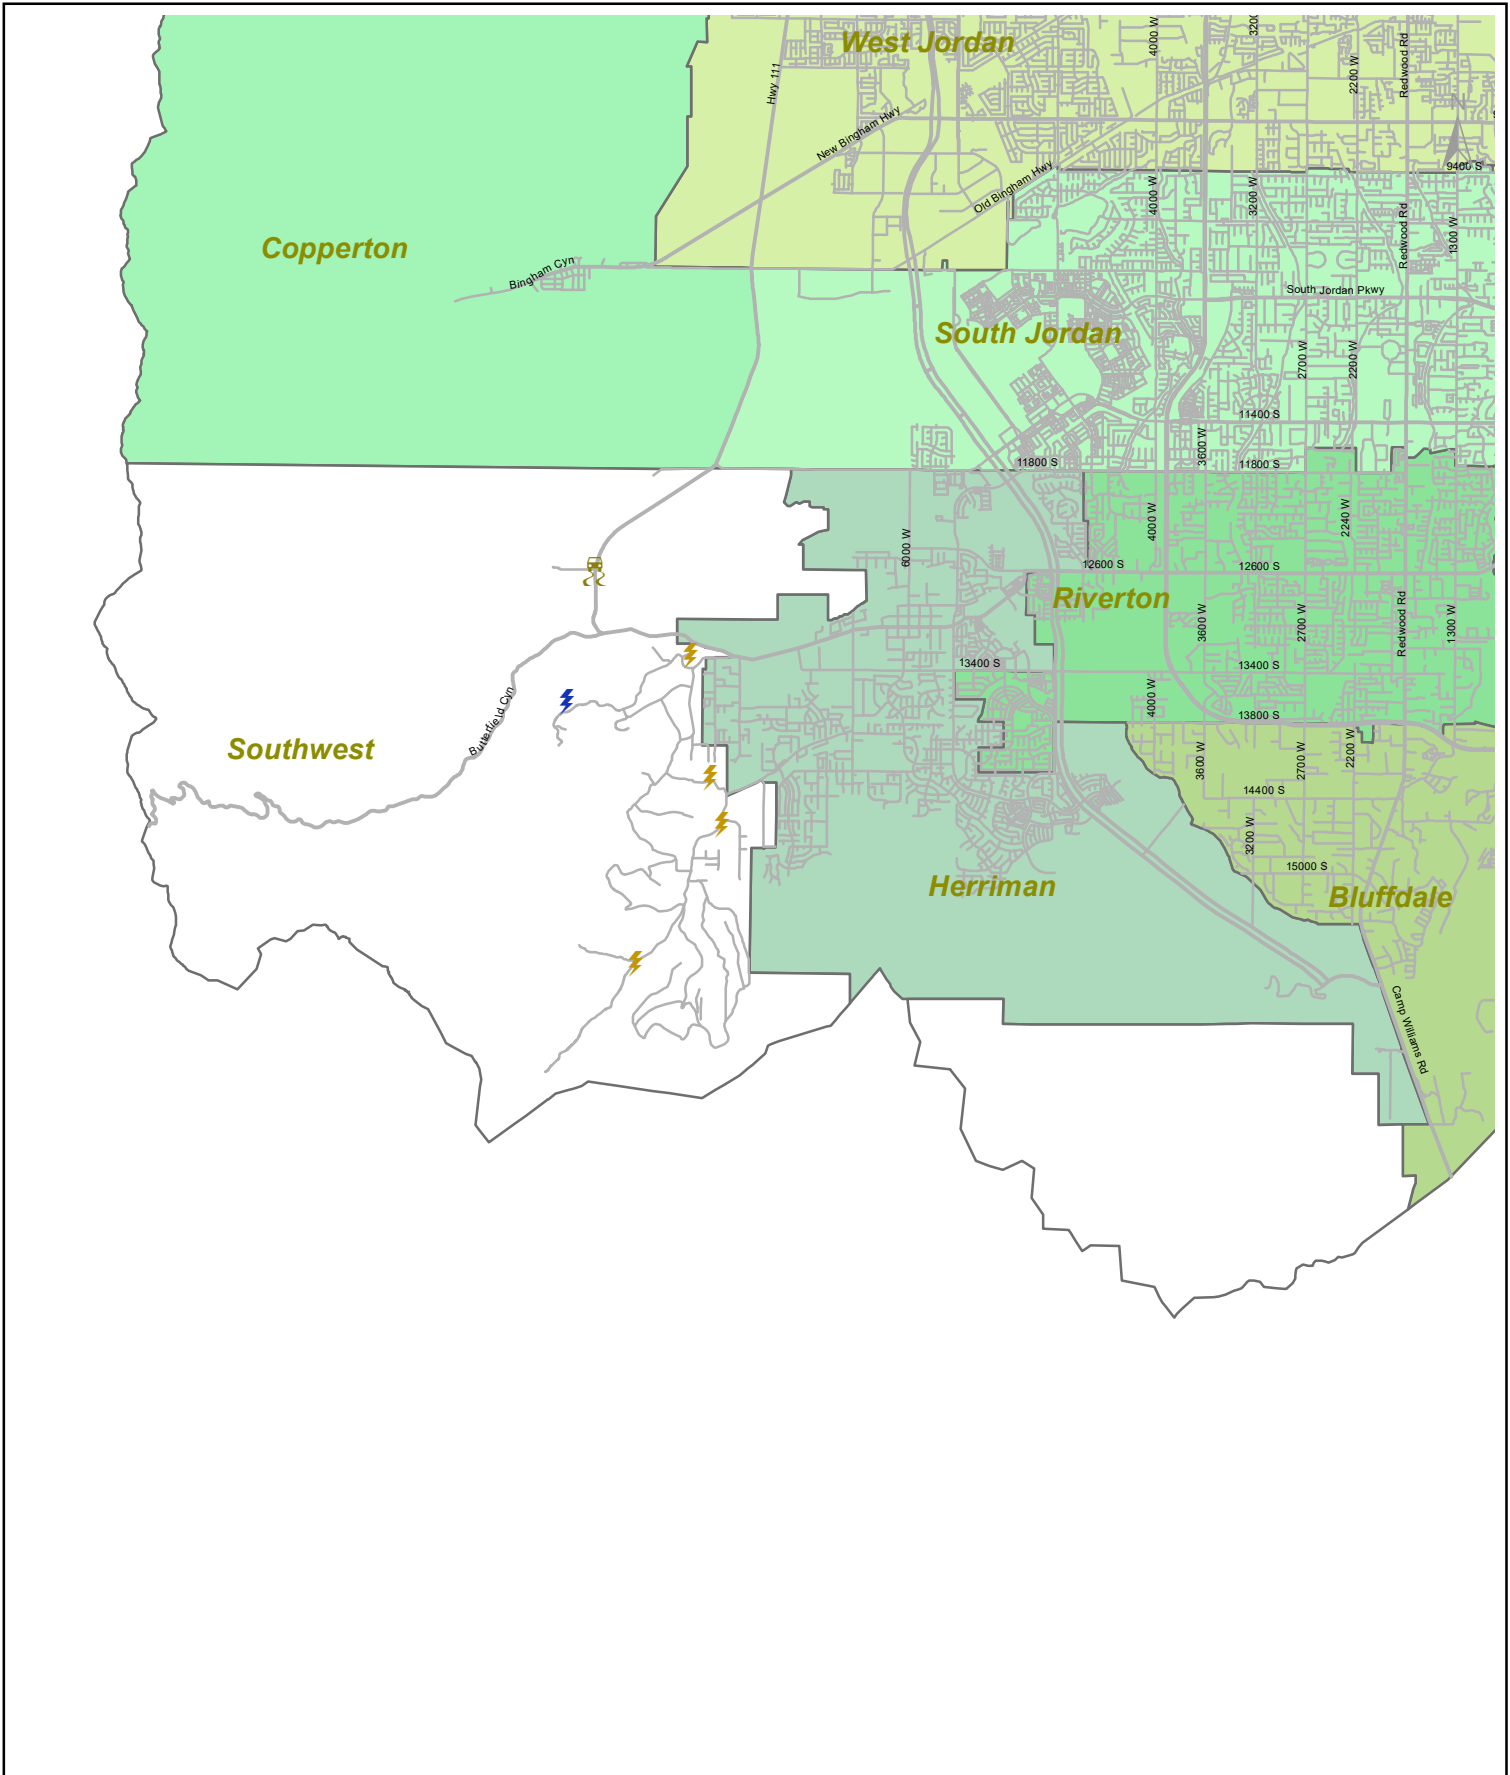 West Jordan
4000 W
3200
2200 W
Redwood Rd
Hwy 111
New Bingham Hwy
Old Bingham Hwy
N
9400 S
4000 W
3200 W
Redwood Rd
1300 W
Copperton
Bingham Cyn
South Jordan Pkwy
South Jordan
2700 W
2200 W
11400 S
3600 W
11800 S
11800 S
4000 W
2240 W
6000 W
12600 S
12600 S
Riverton
3600 W
2700 W
Redwood Rd
1300 W
13400 S
13400 S
4000 W
13800 S
Butterfield Cyn
Southwest
3600 W
2700 W
2200 W
14400 S
3200 W
15000 S
Herriman
Bluffdale
Camp Williams Rd